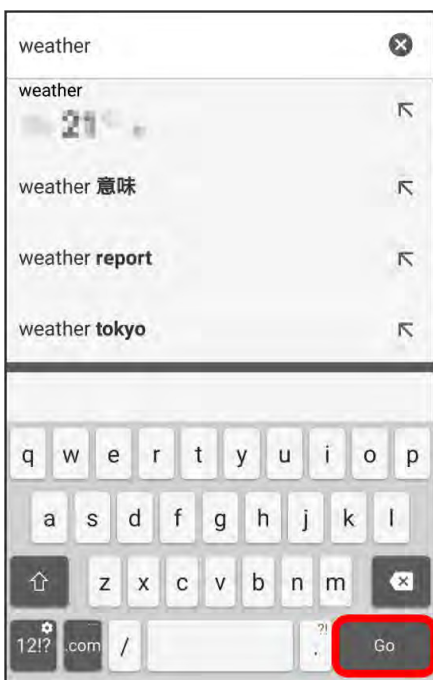 weather
weather
weather 意味
weather report
weather tokyo
q w e r t y u i o p
a s d f g h j k l
z x c v b n m
12!? .com / ?! . Go